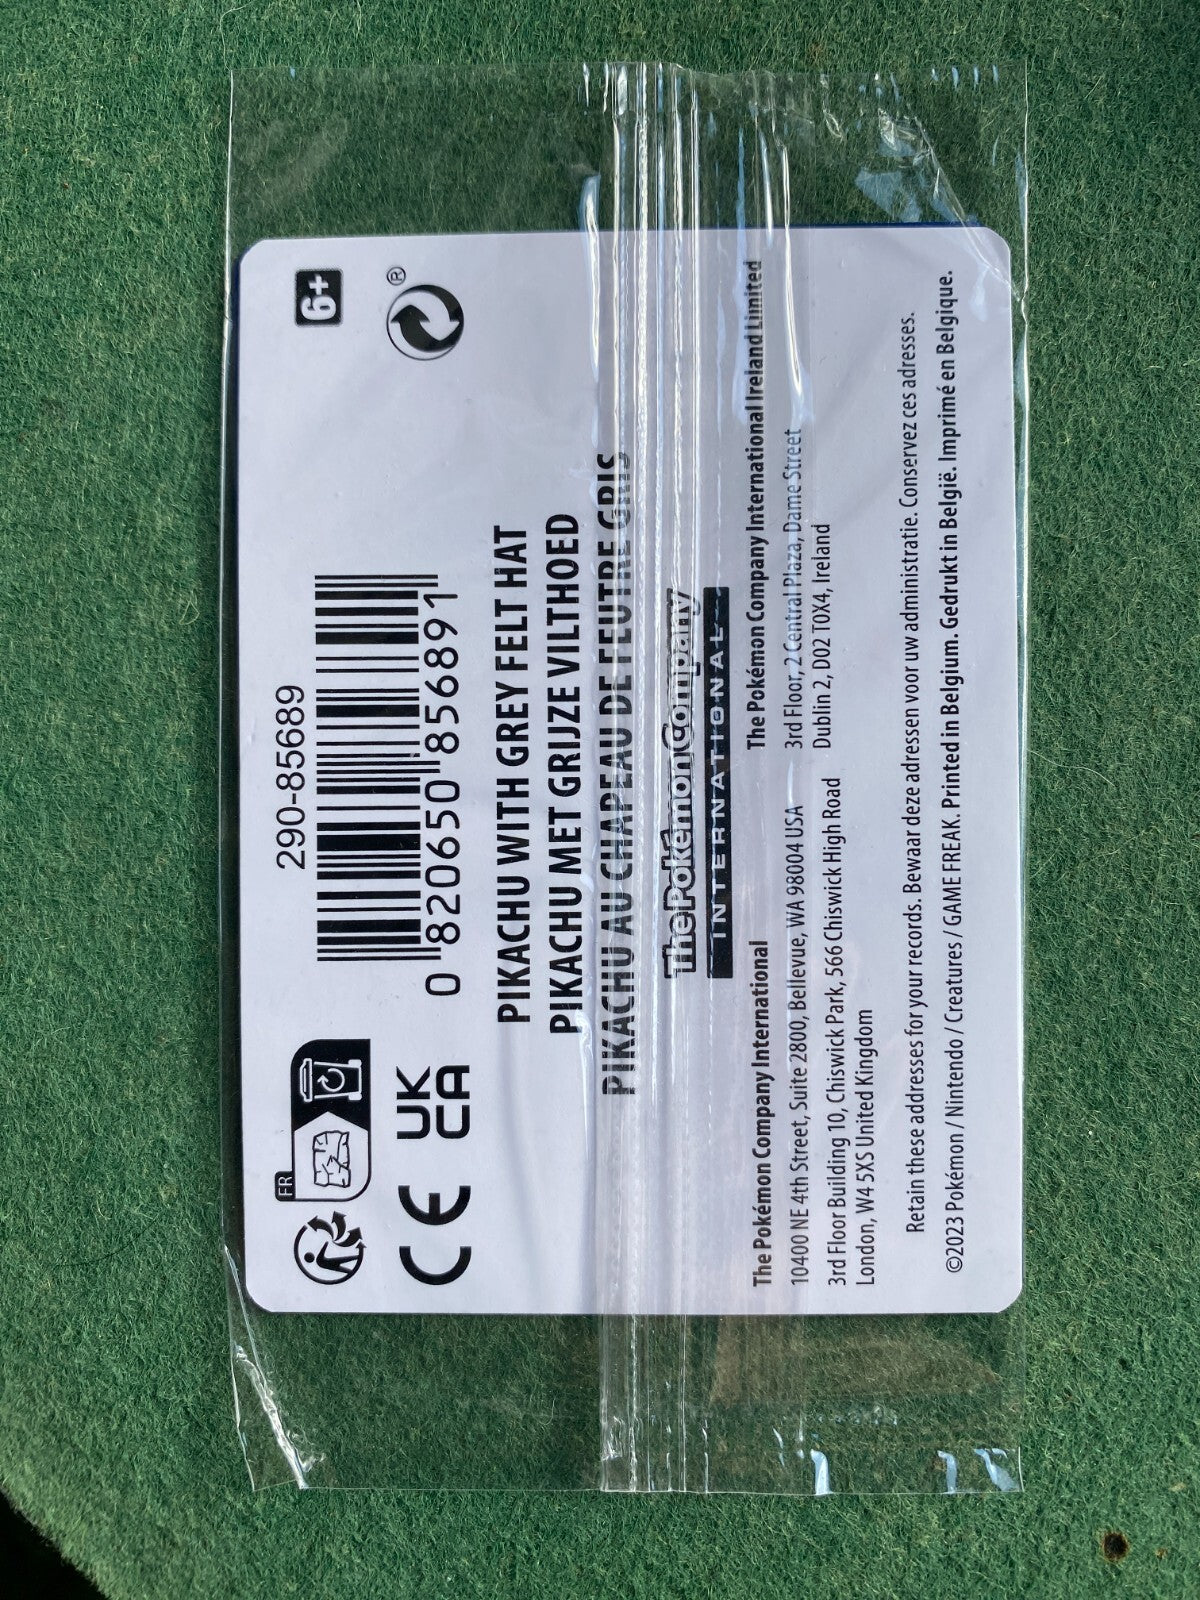 6+
®
290-85689
0 820650 856891
FR
CE
UK
CA
PIKACHU WITH GREY FELT HAT
PIKACHU MET GRIJZE VILTHOED
PIKACHU AU CHAPEAU DE FEUTRE GRIS
The Pokémon Company
INTERNATIONAL
The Pokémon Company International
10400 NE 4th Street, Suite 2800, Bellevue, WA 98004 USA
3rd Floor Building 10, Chiswick Park, 566 Chiswick High Road
London, W4 5XS United Kingdom
The Pokémon Company International Ireland Limited
3rd Floor, 2 Central Plaza, Dame Street
Dublin 2, D02 T0X4, Ireland
Retain these addresses for your records. Bewaar deze adressen voor uw administratie. Conservez ces adresses.
©2023 Pokémon / Nintendo / Creatures / GAME FREAK. Printed in Belgium. Gedrukt in België. Imprimé en Belgique.